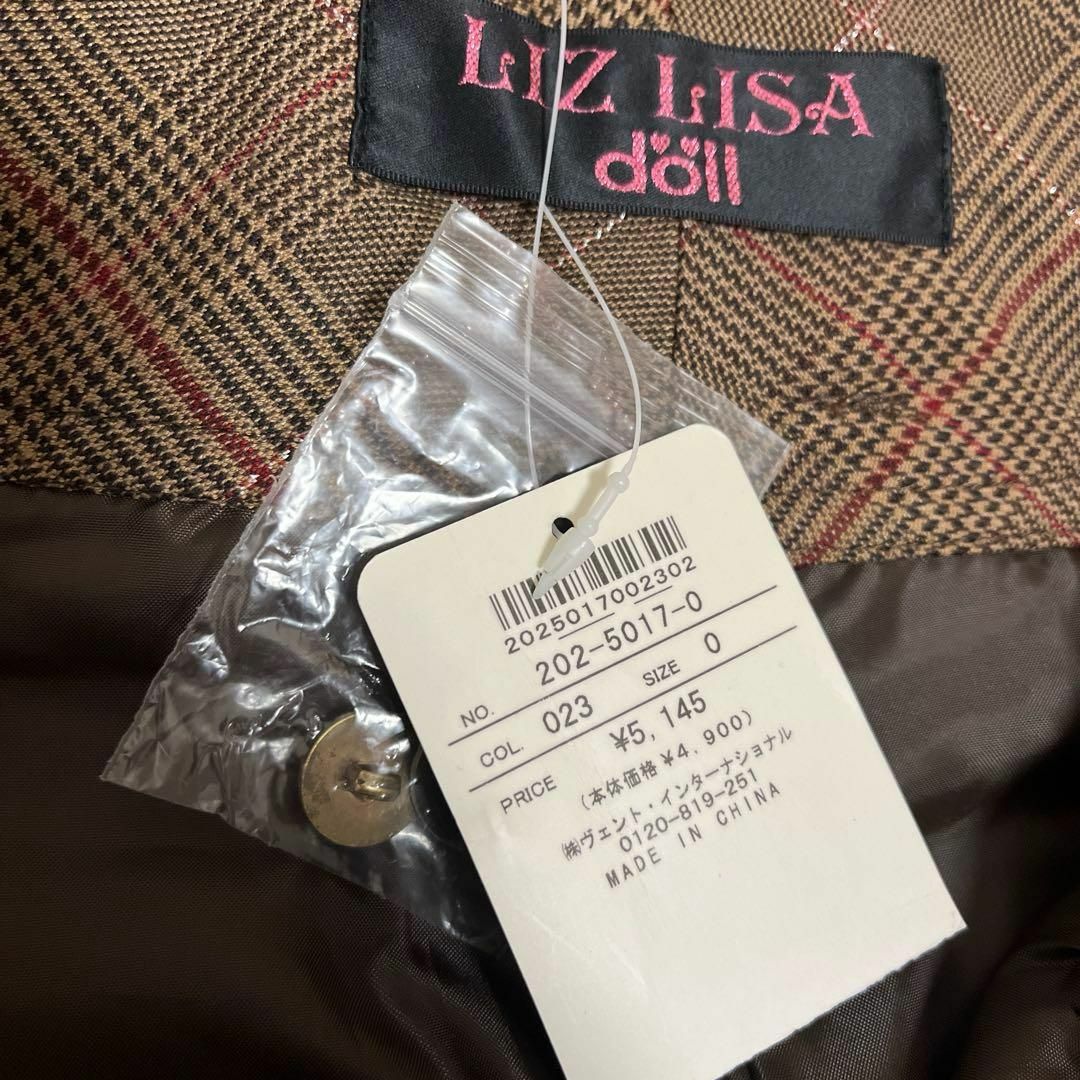 LIZ LISA
döll
2025017002302
NO. 202-5017-0
COL. 023 SIZE 0
PRICE ¥5,145
(本体価格¥4,900)
㈱ヴェント・インターナショナル
0120-819-251
MADE IN CHINA